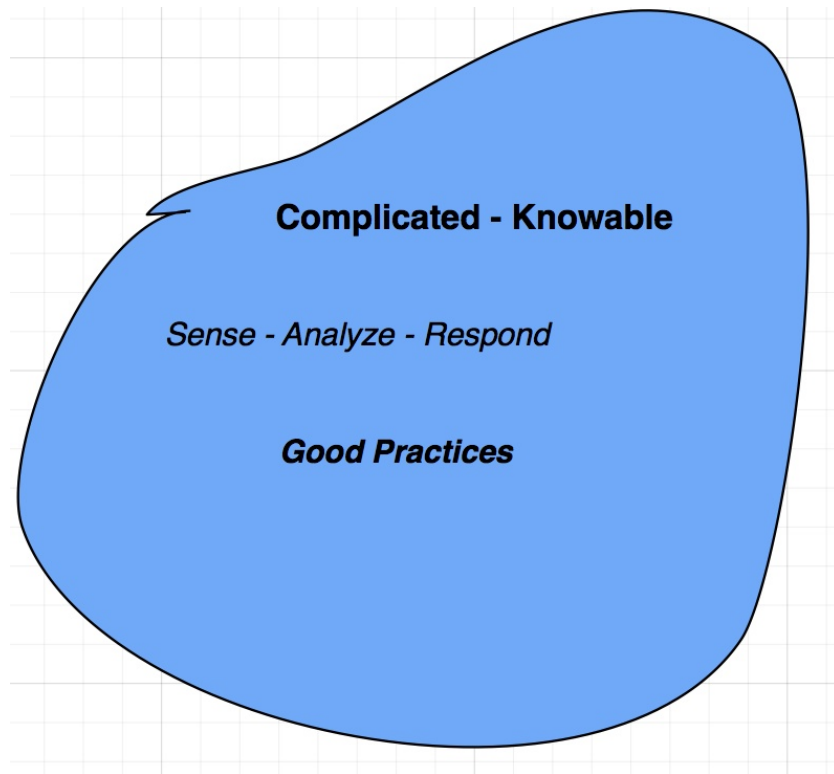 Complicated - Knowable
Sense - Analyze - Respond
Good Practices